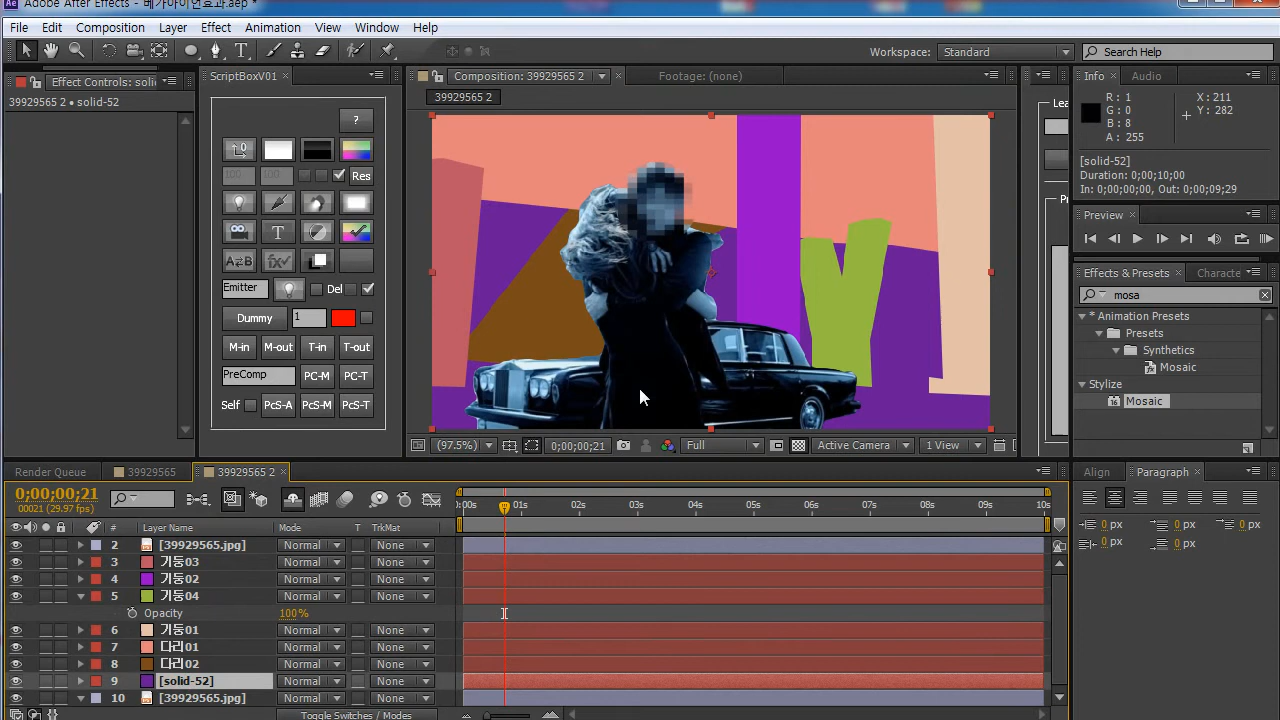 Ae Adobe After Effects - 베가아이언효과.aep *
File Edit Composition Layer Effect Animation View Window Help
Workspace: Standard Search Help
Effect Controls: soli
ScriptBoxV01
Composition: 39929565 2
Footage: (none)
Info Audio
39929565 2 • solid-52
39929565 2
Lea
R : 1 X : 211
G : 0 Y : 282
B : 8
A : 255
?
100 100 Res
[solid-52]
Duration: 0;00;10;00
In: 0;00;00;00, Out: 0;00;09;29
Pr
Preview
T
A⇄B fx
Emitter Del
Effects & Presets Characte
mosa
Dummy 1
* Animation Presets
Presets
M-in M-out T-in T-out
Synthetics
Mosaic
PreComp PC-M PC-T
Stylize
Self PcS-A PcS-M PcS-T
16 Mosaic
(97.5%) 0;00;00;21 Full Active Camera 1 View
Render Queue 39929565 39929565 2
Align Paragraph
0;00;00;21
00021 (29.97 fps)
:00s 01s 02s 03s 04s 05s 06s 07s 08s 09s 10s
0 px 0 px 0 px
0 px 0 px
# Layer Name Mode T TrkMat
2 [39929565.jpg] Normal None
3 기둥03 Normal None
4 기둥02 Normal None
5 기둥04 Normal None
Opacity 100%
6 기둥01 Normal None
7 다리01 Normal None
8 다리02 Normal None
9 [solid-52] Normal None
10 [39929565.jpg] Normal None
Toggle Switches / Modes